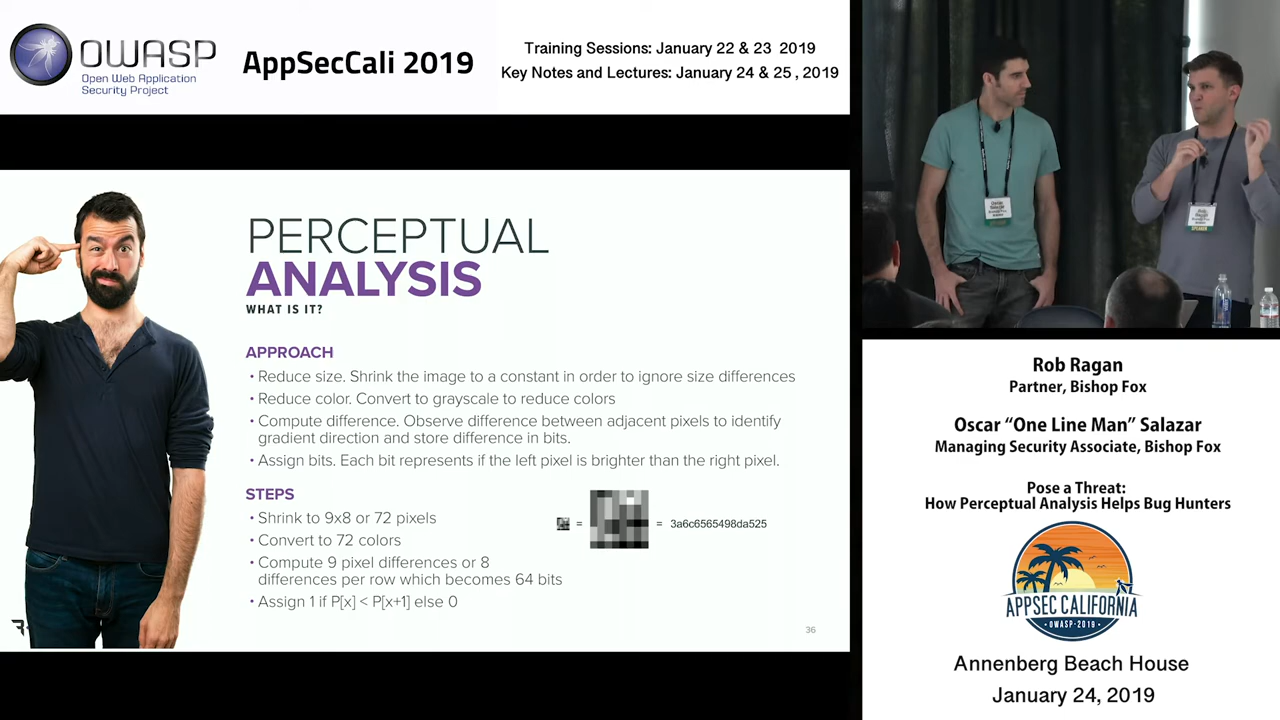 OWASP
Open Web Application
Security Project
AppSecCali 2019
Training Sessions: January 22 & 23 2019
Key Notes and Lectures: January 24 & 25 , 2019
PERCEPTUAL
ANALYSIS
WHAT IS IT?
APPROACH
• Reduce size. Shrink the image to a constant in order to ignore size differences
• Reduce color. Convert to grayscale to reduce colors
• Compute difference. Observe difference between adjacent pixels to identify
gradient direction and store difference in bits.
• Assign bits. Each bit represents if the left pixel is brighter than the right pixel.
STEPS
• Shrink to 9x8 or 72 pixels
• Convert to 72 colors
• Compute 9 pixel differences or 8
differences per row which becomes 64 bits
• Assign 1 if P[x] < P[x+1] else 0
= = 3a6c6565498da525
36
Oscar
Salazar
Rob
Ragan
SPEAKER
Rob Ragan
Partner, Bishop Fox
Oscar “One Line Man” Salazar
Managing Security Associate, Bishop Fox
Pose a Threat:
How Perceptual Analysis Helps Bug Hunters
APPSEC CALIFORNIA
• OWASP-2019 •
Annenberg Beach House
January 24, 2019